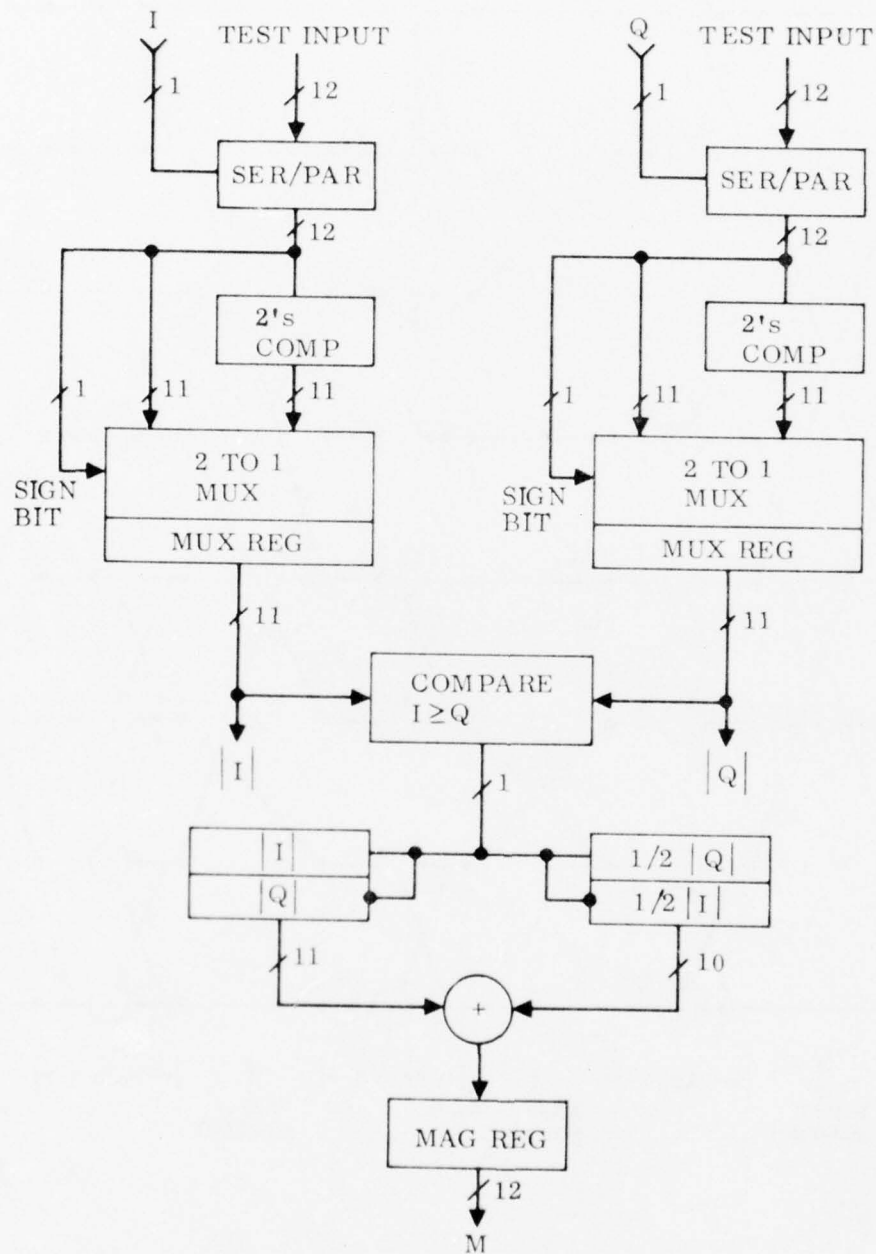 I
TEST INPUT
Q
TEST INPUT
1
12
1
12
SER/PAR
SER/PAR
12
12
2's
COMP
2's
COMP
1
11
11
1
11
11
2 TO 1
MUX
2 TO 1
MUX
SIGN
BIT
SIGN
BIT
MUX REG
MUX REG
11
11
COMPARE
I≥Q
|I|
|Q|
1
|I|
1/2 |Q|
|Q|
1/2 |I|
11
10
+
MAG REG
12
M